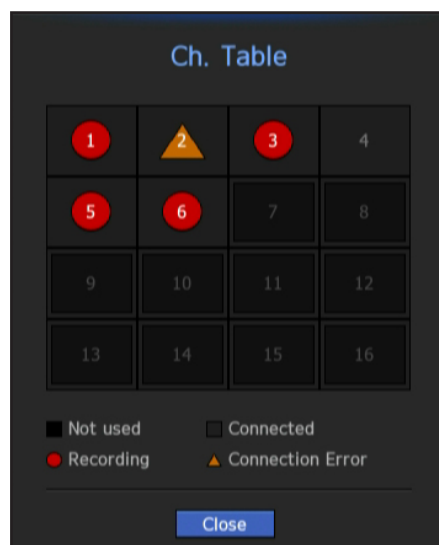 Ch. Table
1 2 3 4
5 6 7 8
9 10 11 12
13 14 15 16
Not used Connected
Recording Connection Error
Close